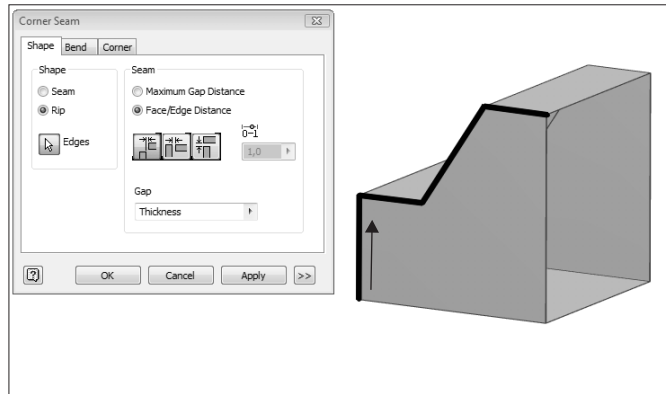 Corner Seam
Shape Bend Corner
Shape
Seam
Rip
Edges
Seam
Maximum Gap Distance
Face/Edge Distance
0-1
1,0
Gap
Thickness
OK Cancel Apply >>